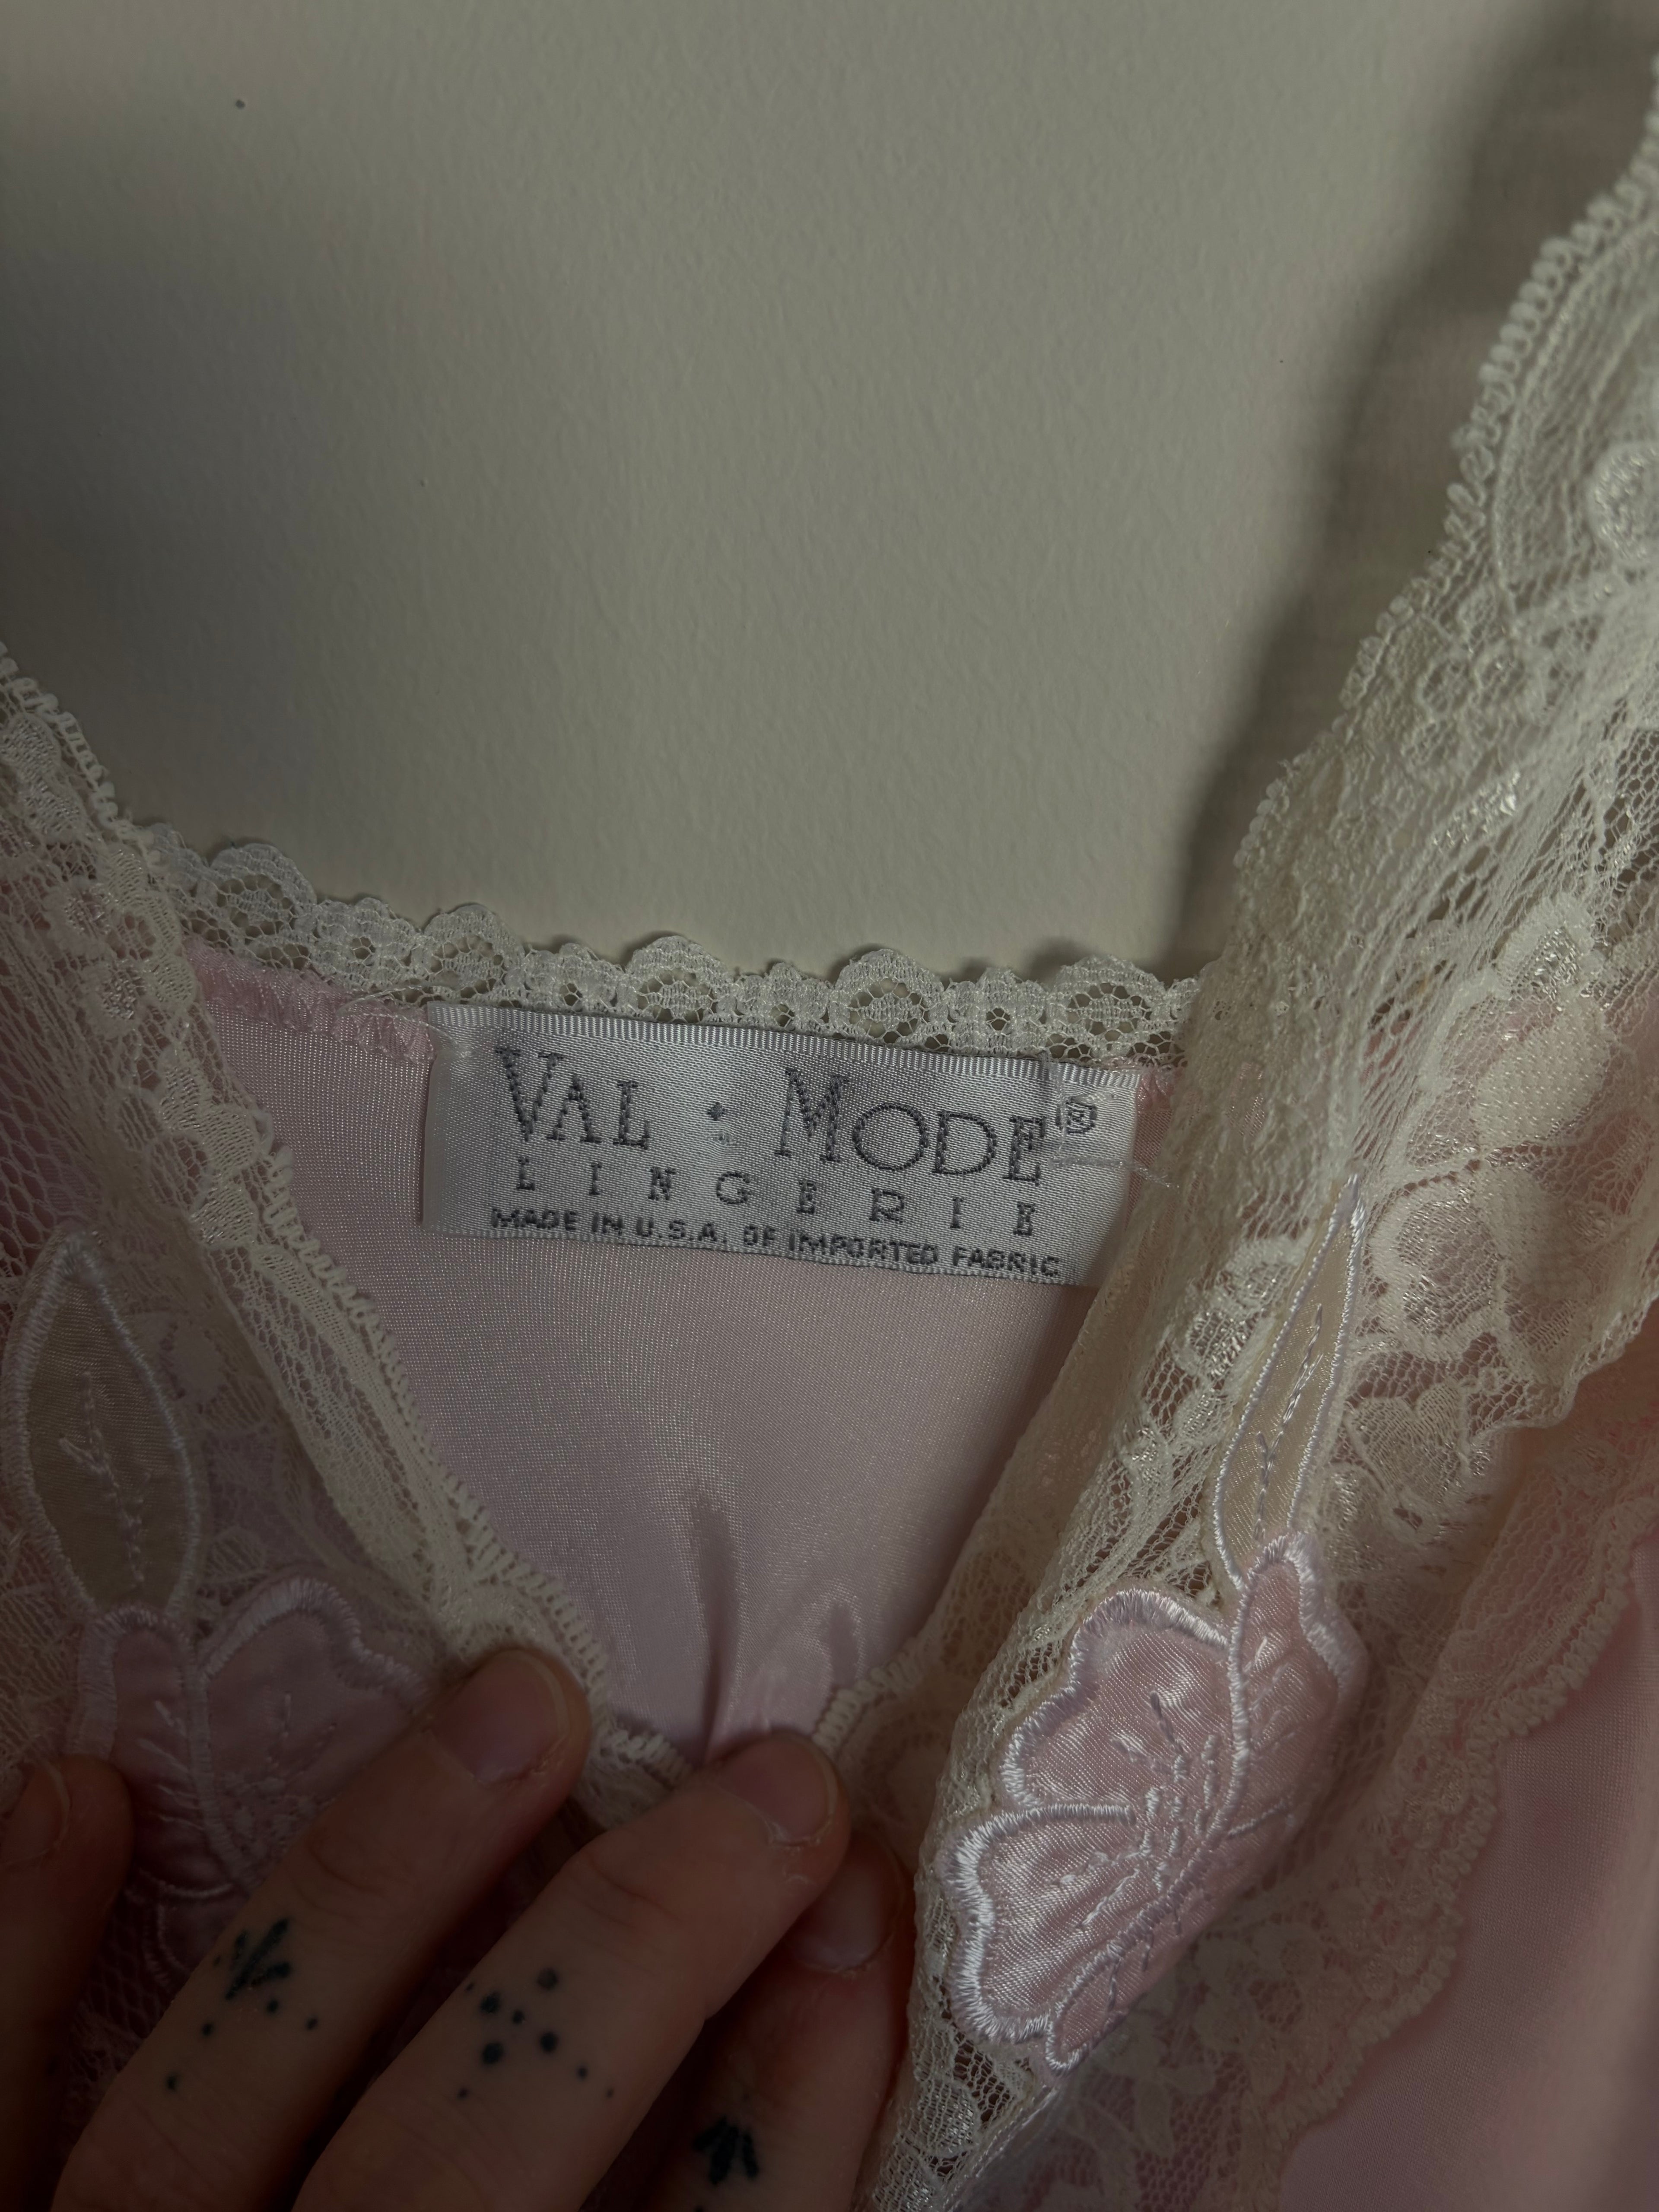 VAL · MODE®
LINGERIE
MADE IN U.S.A. OF IMPORTED FABRIC